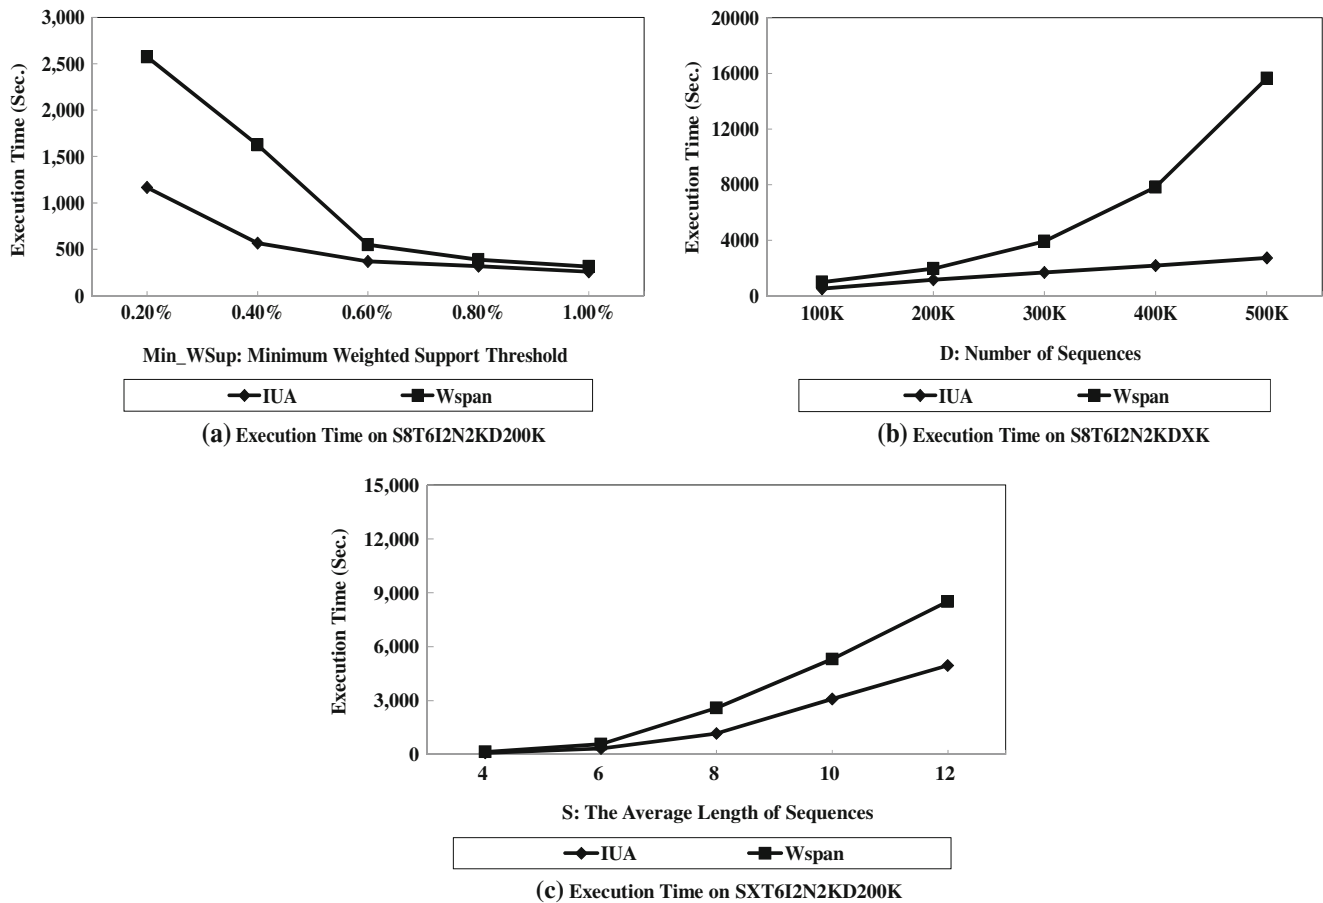 3,000
2,500
2,000
1,500
1,000
500
0
Execution Time (Sec.)
0.20% 0.40% 0.60% 0.80% 1.00%
Min_WSup: Minimum Weighted Support Threshold
IUA Wspan
(a) Execution Time on S8T6I2N2KD200K
20000
16000
12000
8000
4000
0
Execution Time (Sec.)
100K 200K 300K 400K 500K
D: Number of Sequences
IUA Wspan
(b) Execution Time on S8T6I2N2KDXK
15,000
12,000
9,000
6,000
3,000
0
Execution Time (Sec.)
4 6 8 10 12
S: The Average Length of Sequences
IUA Wspan
(c) Execution Time on SXT6I2N2KD200K